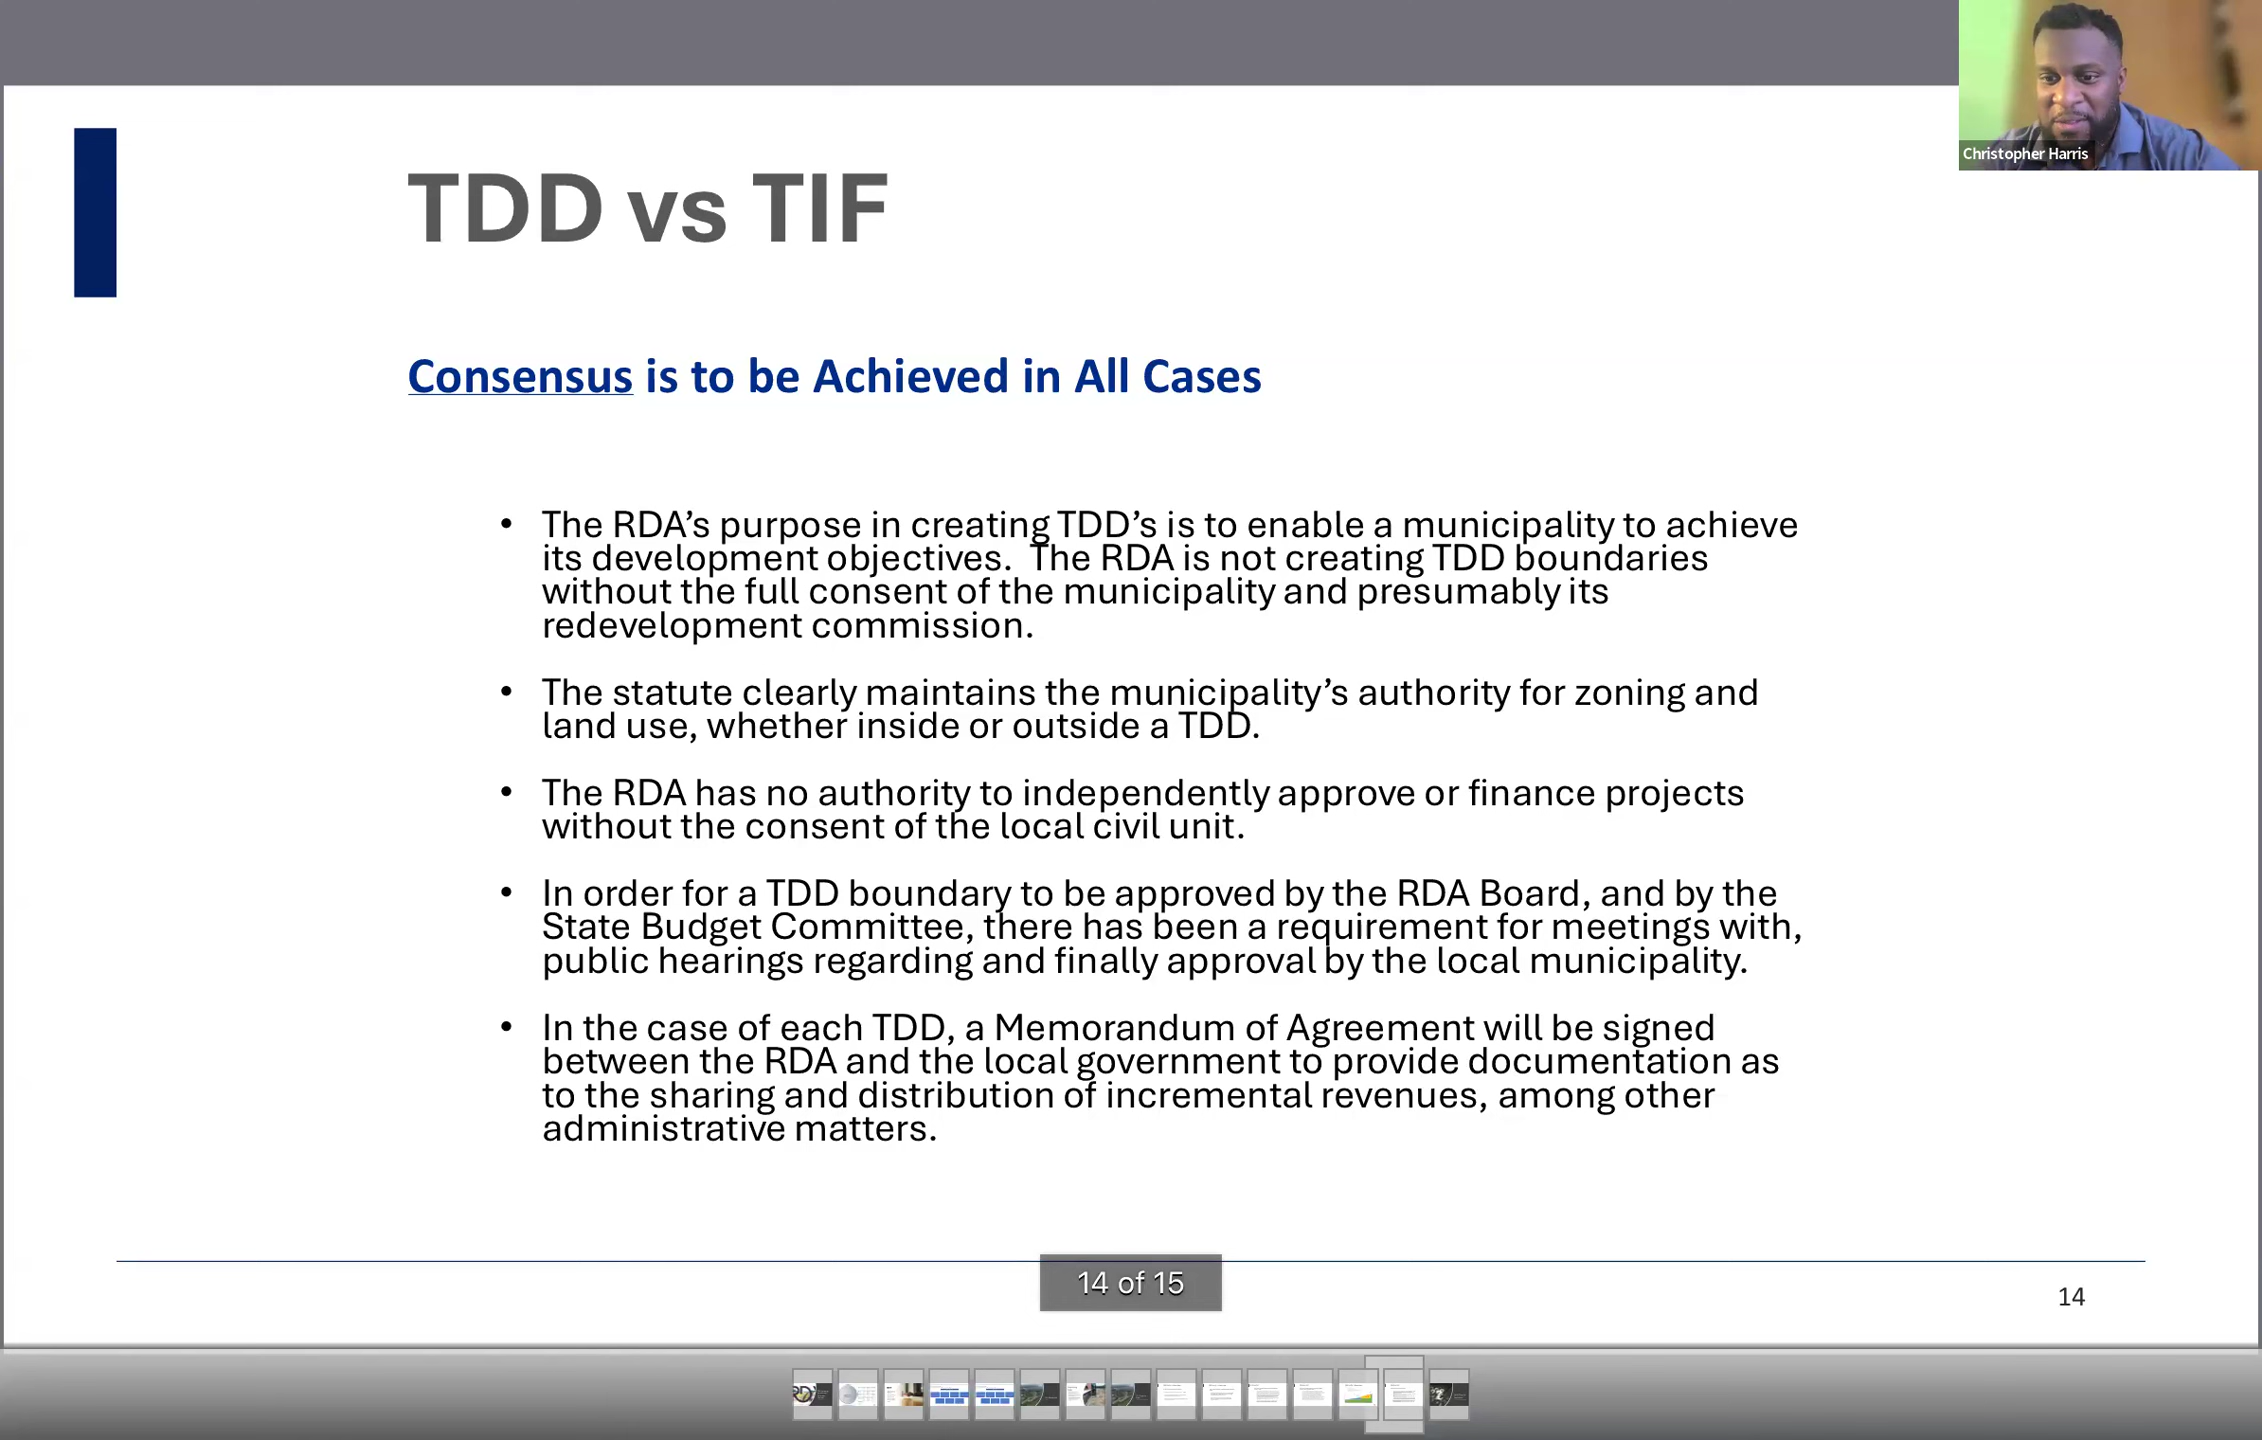 Christopher Harris
TDD vs TIF
Consensus is to be Achieved in All Cases
• The RDA’s purpose in creating TDD’s is to enable a municipality to achieve
its development objectives.  The RDA is not creating TDD boundaries
without the full consent of the municipality and presumably its
redevelopment commission.
• The statute clearly maintains the municipality’s authority for zoning and
land use, whether inside or outside a TDD.
• The RDA has no authority to independently approve or finance projects
without the consent of the local civil unit.
• In order for a TDD boundary to be approved by the RDA Board, and by the
State Budget Committee, there has been a requirement for meetings with,
public hearings regarding and finally approval by the local municipality.
• In the case of each TDD, a Memorandum of Agreement will be signed
between the RDA and the local government to provide documentation as
to the sharing and distribution of incremental revenues, among other
administrative matters.
14 of 15
14